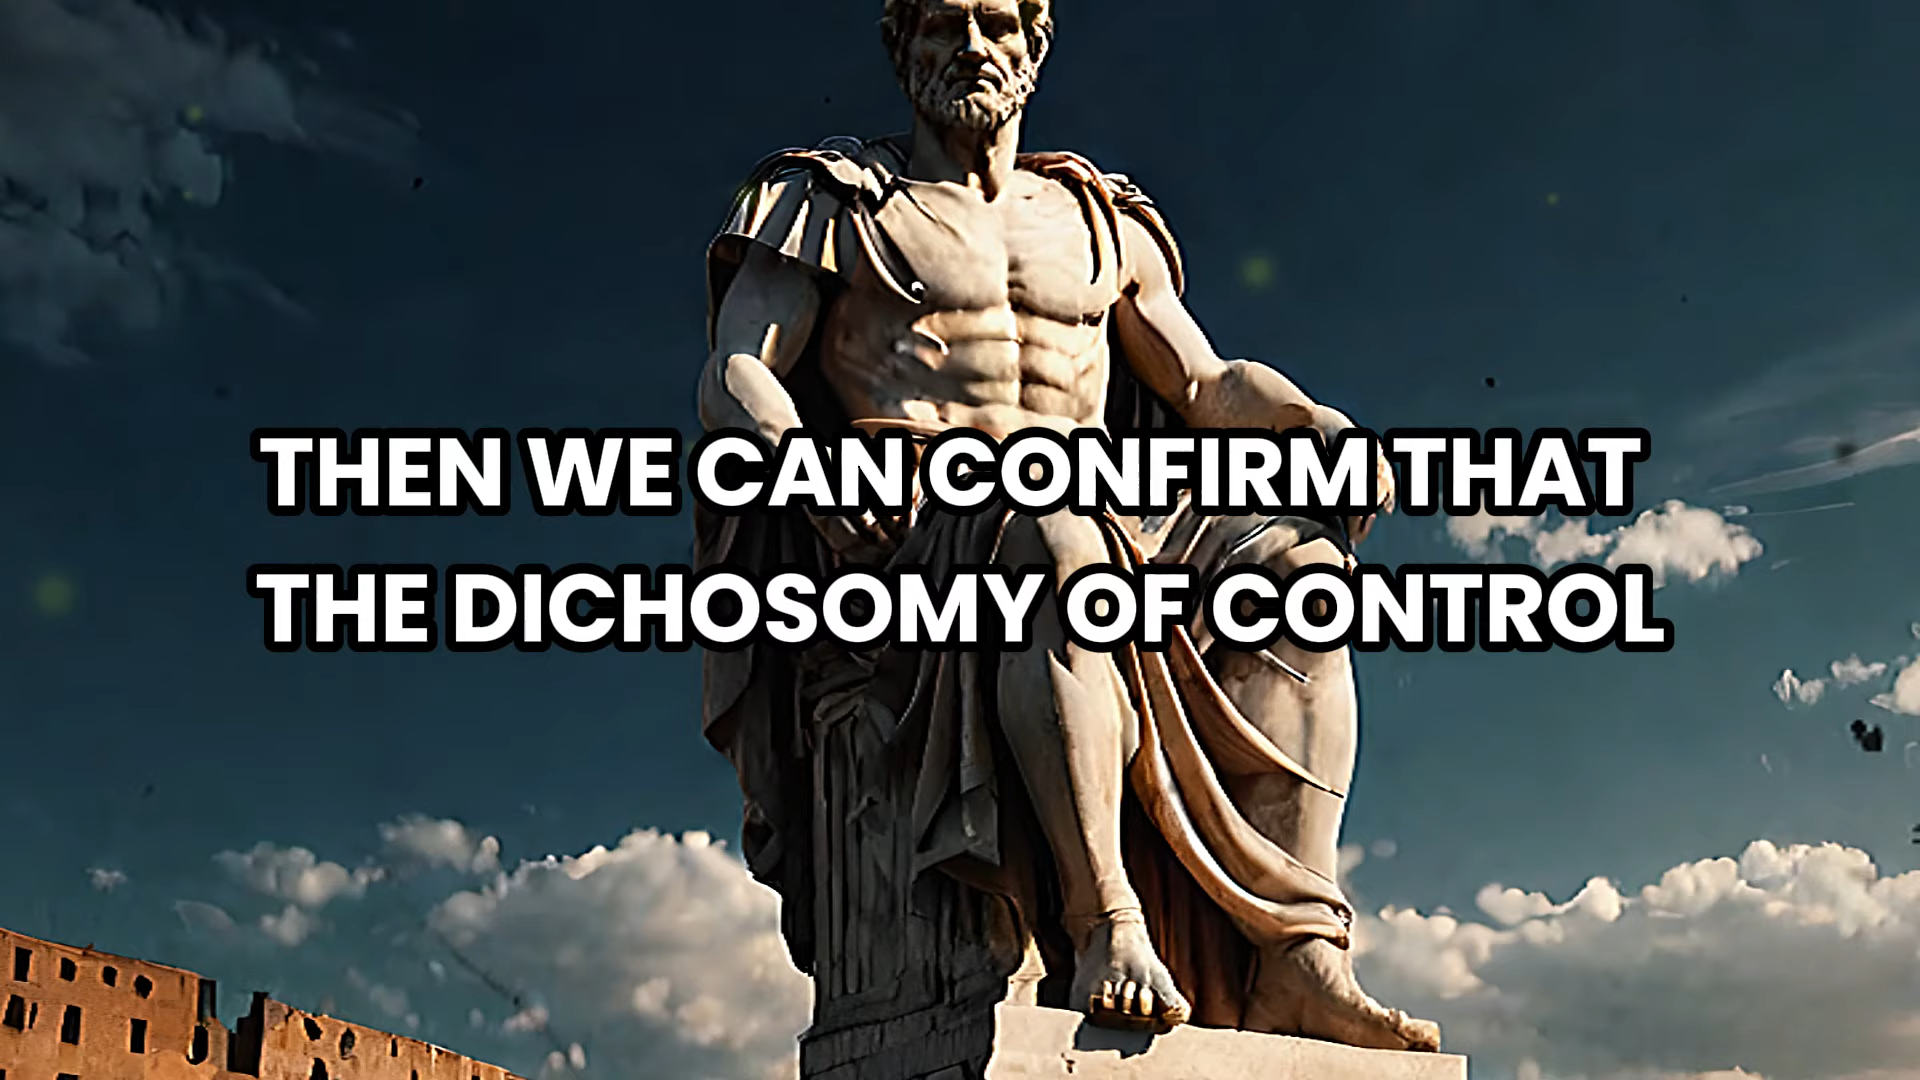 THEN WE CAN CONFIRM THAT
THE DICHOSOMY OF CONTROL